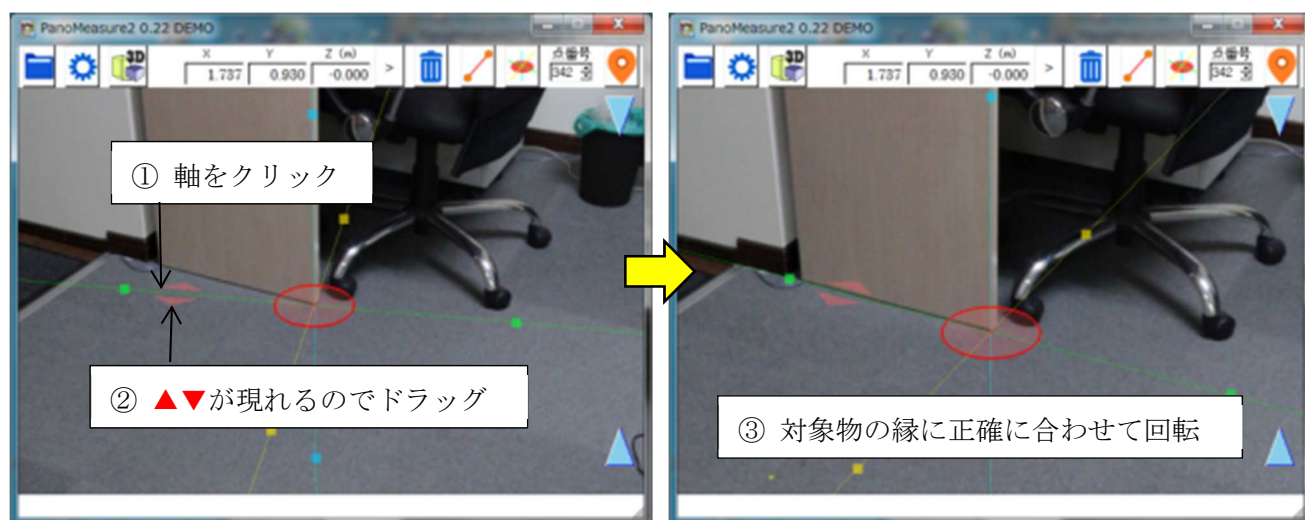 PanoMeasure2 0.22 DEMO
X Y Z (m)
1.737 0.930 -0.000 >
3D
点番号
342
① 軸をクリック
② ▲▼が現れるのでドラッグ
PanoMeasure2 0.22 DEMO
X Y Z (m)
1.737 0.930 -0.000 >
3D
点番号
342
③ 対象物の縁に正確に合わせて回転